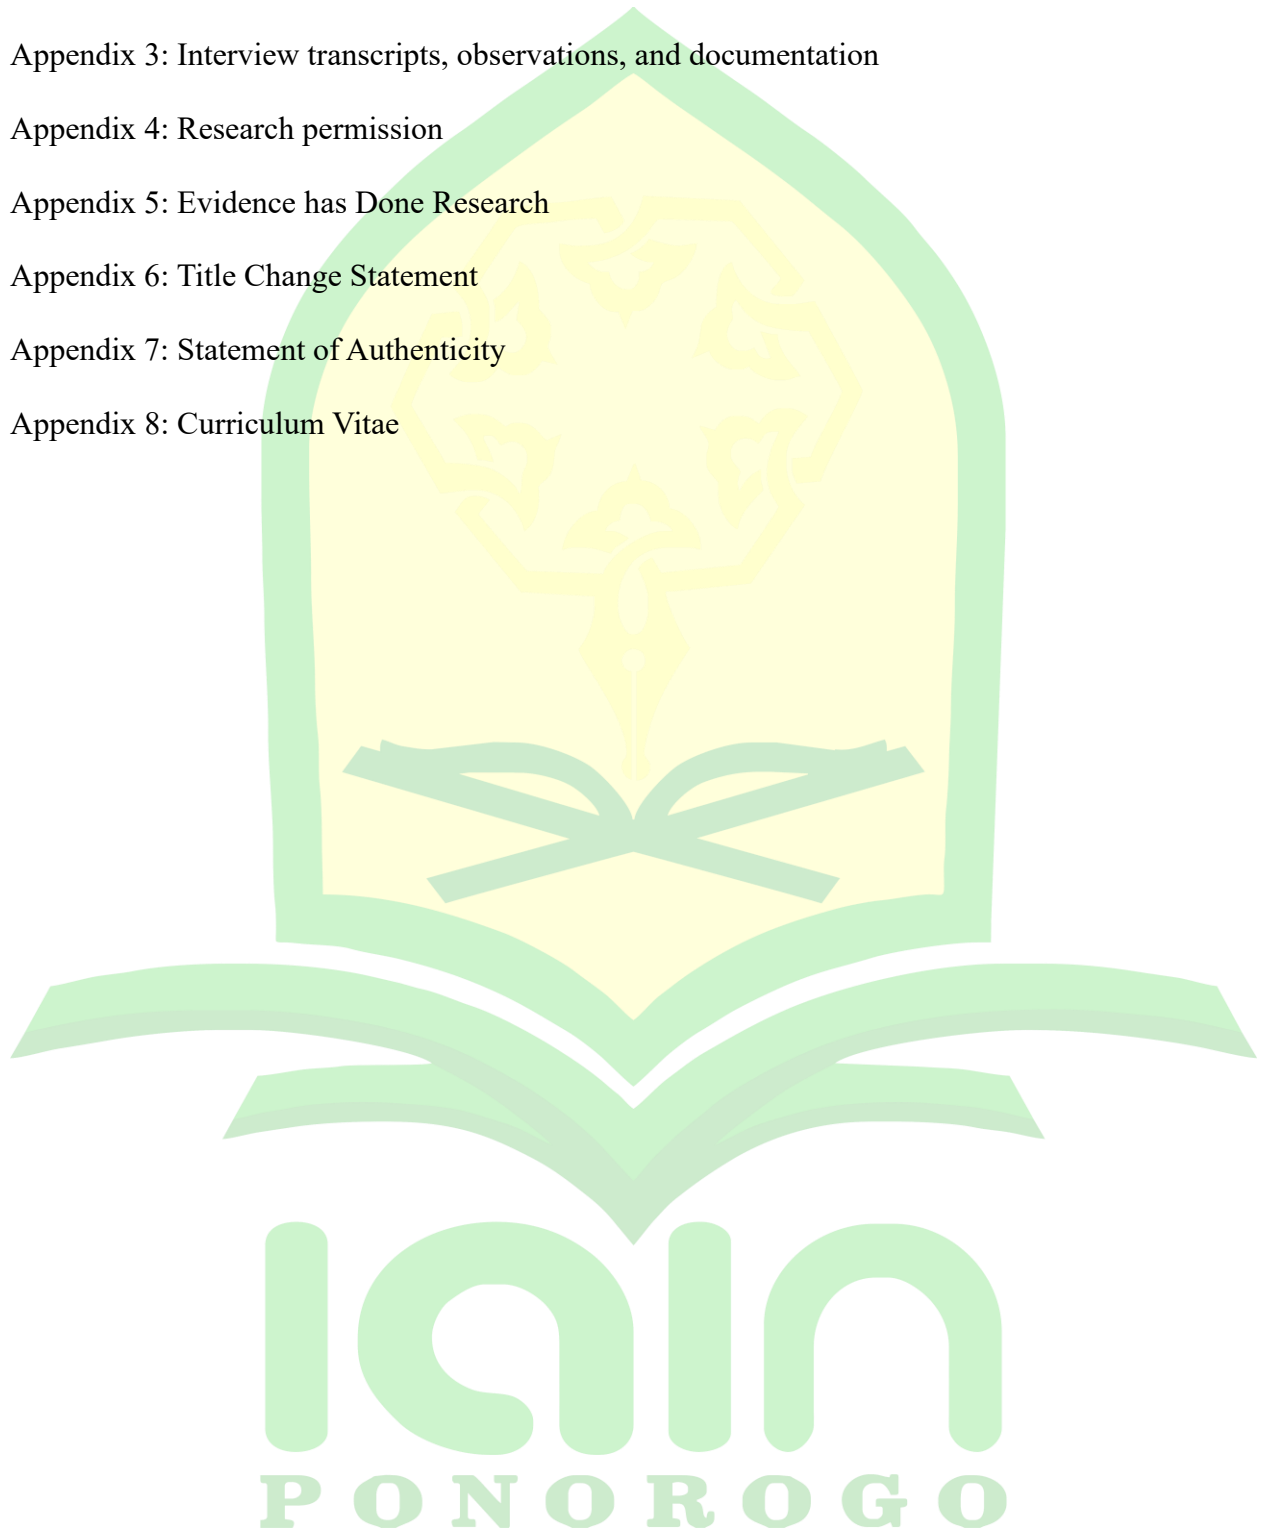 Appendix 3: Interview transcripts, observations, and documentation
Appendix 4: Research permission
Appendix 5: Evidence has Done Research
Appendix 6: Title Change Statement
Appendix 7: Statement of Authenticity
Appendix 8: Curriculum Vitae
iain
PONOROGO